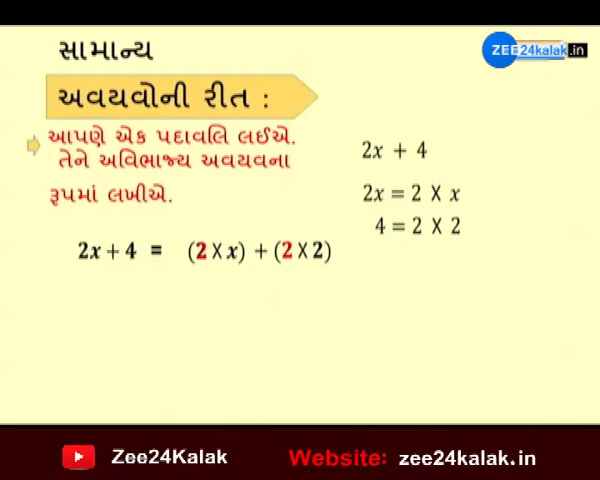 સામાન્ય
ZEE24kalak.in
અવયવોની રીત :
આપણે એક પદાવલિ લઈએ.
તેને અવિભાજ્ય અવયવના
રૂપમાં લખીએ.
2x + 4
2x = 2 X x
4 = 2 X 2
2x + 4 = (2 X x) + (2 X 2)
Zee24Kalak
Website: zee24kalak.in